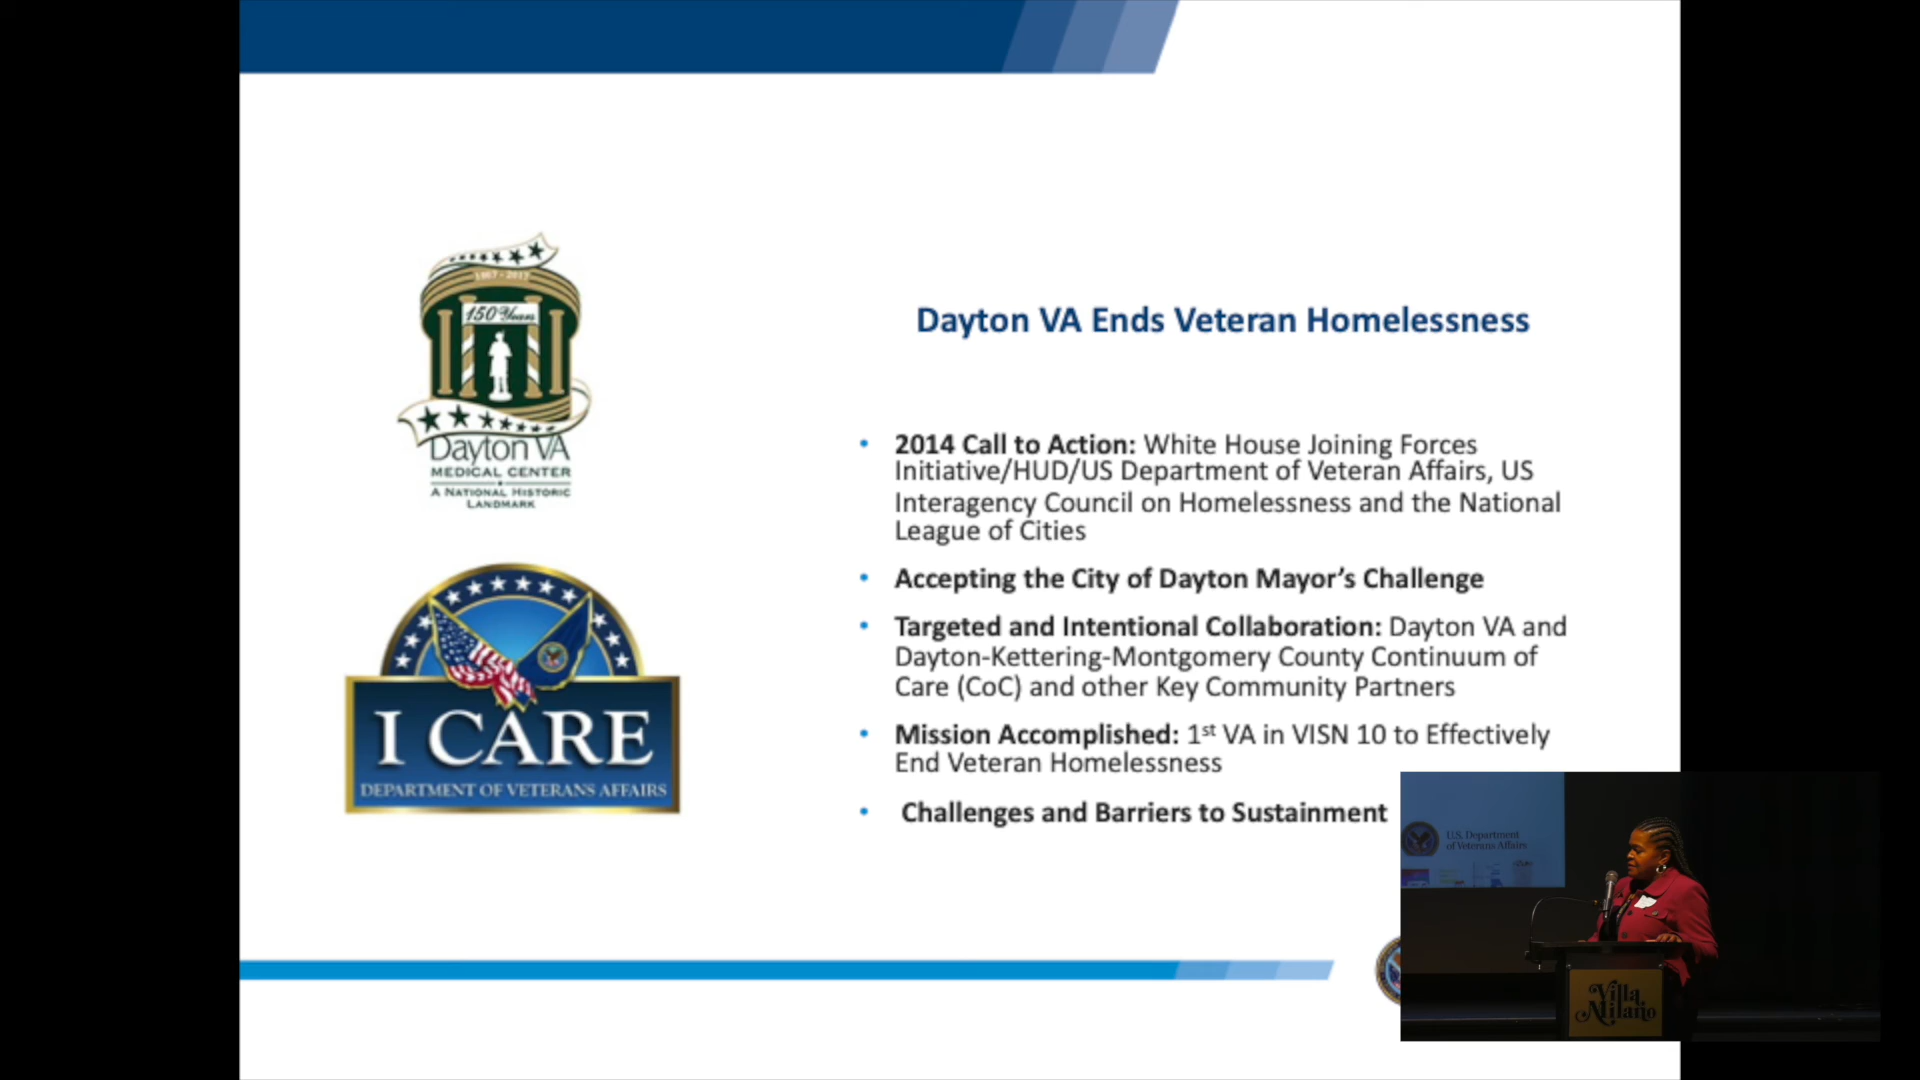 1867 - 2017
150 Years
Dayton VA
MEDICAL CENTER
A NATIONAL HISTORIC
LANDMARK
I CARE
DEPARTMENT OF VETERANS AFFAIRS
Dayton VA Ends Veteran Homelessness
• 2014 Call to Action: White House Joining Forces
Initiative/HUD/US Department of Veteran Affairs, US
Interagency Council on Homelessness and the National
League of Cities
• Accepting the City of Dayton Mayor’s Challenge
• Targeted and Intentional Collaboration: Dayton VA and
Dayton-Kettering-Montgomery County Continuum of
Care (CoC) and other Key Community Partners
• Mission Accomplished: 1st VA in VISN 10 to Effectively
End Veteran Homelessness
• Challenges and Barriers to Sustainment
U.S. Department
of Veterans Affairs
Villa
Milano